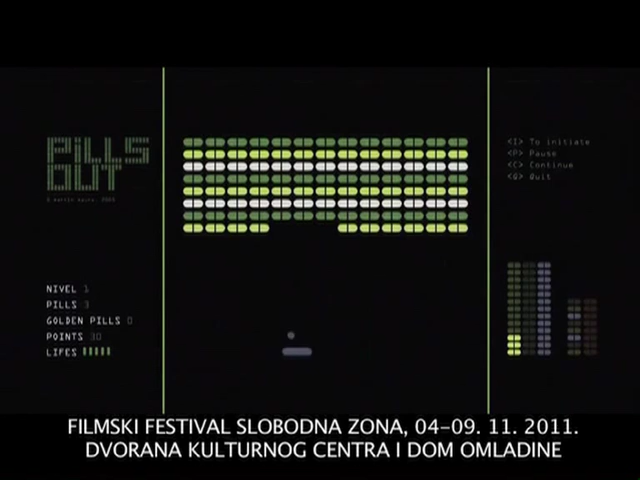 PiLLS
OUT
NIVEL 1
PILLS 3
GOLDEN PILLS 0
POINTS 30
LIFES
<I> To initiate
<P> Pause
<C> Continue
<Q> Quit
FILMSKI FESTIVAL SLOBODNA ZONA, 04–09. 11. 2011.
DVORANA KULTURNOG CENTRA I DOM OMLADINE